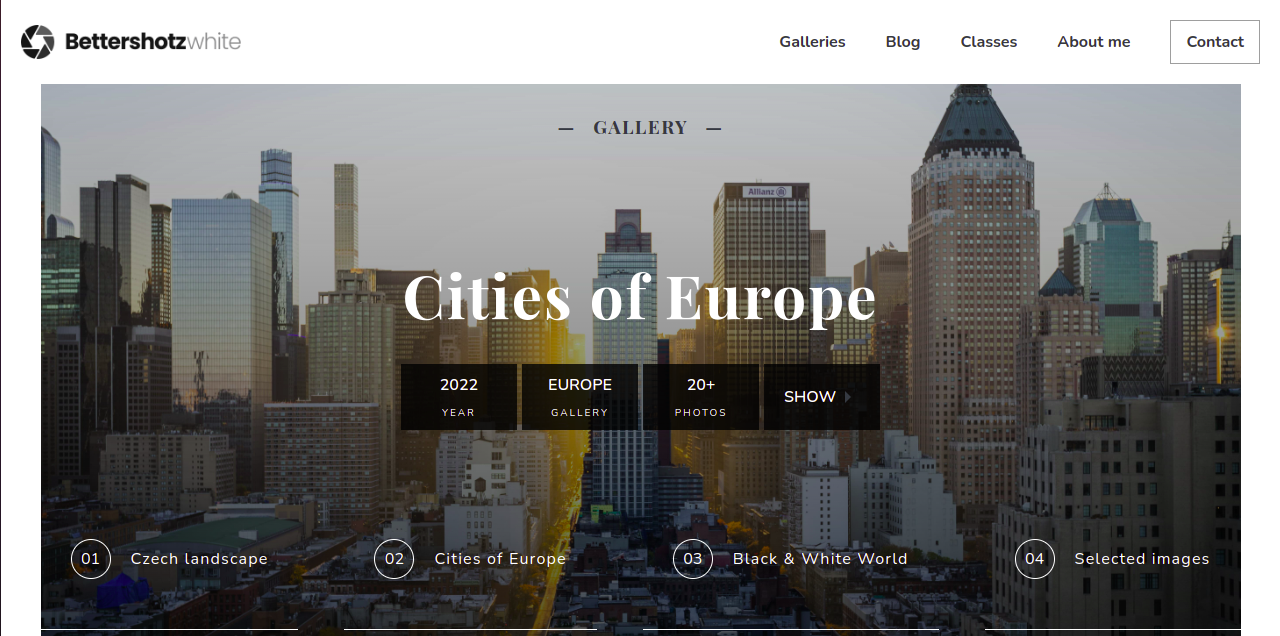 Bettershotzwhite
Galleries Blog Classes About me Contact
— GALLERY —
Allianz
Cities of Europe
2022 EUROPE 20+ SHOW
YEAR GALLERY PHOTOS
01 Czech landscape 02 Cities of Europe 03 Black & White World 04 Selected images